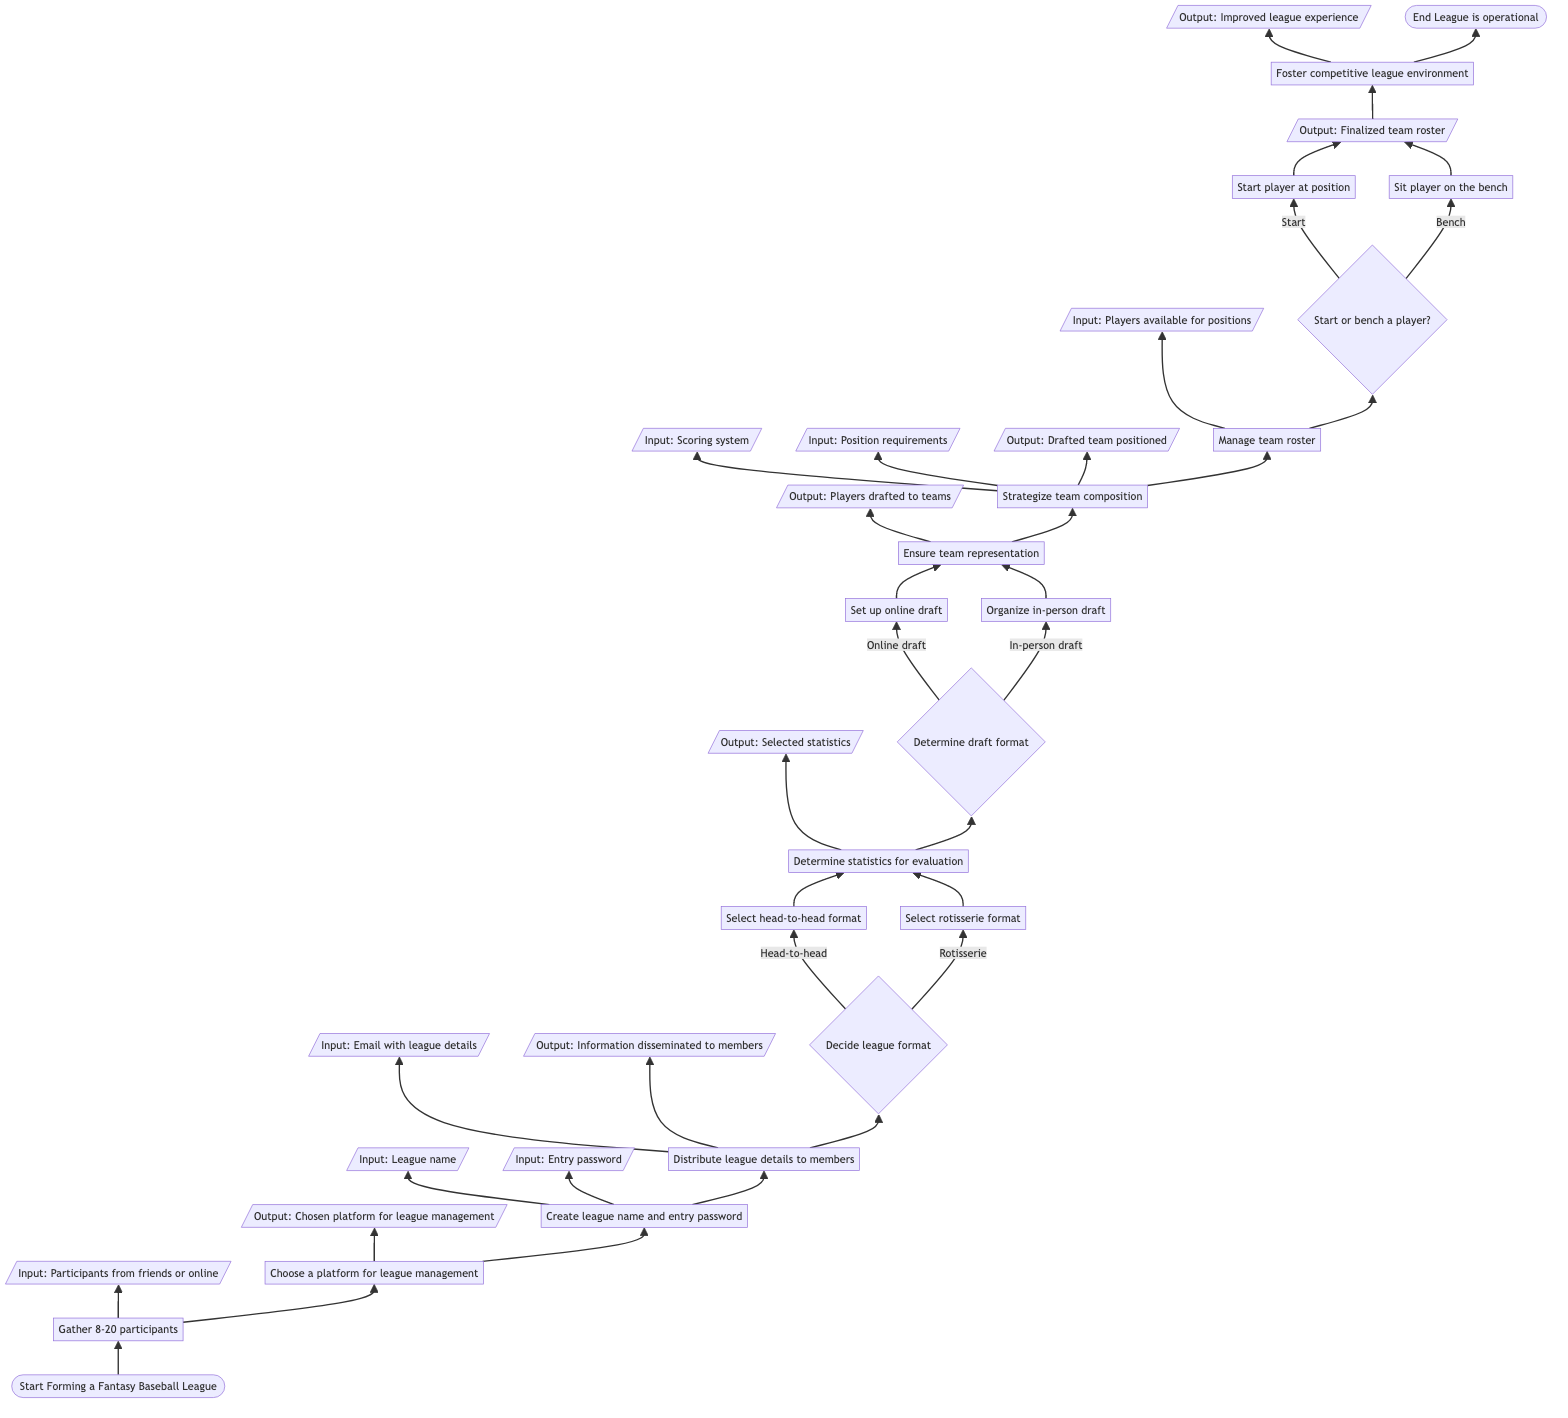 Output: Improved league experience
End League is operational
Foster competitive league environment
Output: Finalized team roster
Start player at position
Sit player on the bench
Start
Bench
Input: Players available for positions
Start or bench a player?
Input: Scoring system
Input: Position requirements
Output: Drafted team positioned
Manage team roster
Output: Players drafted to teams
Strategize team composition
Ensure team representation
Set up online draft
Organize in-person draft
Online draft
In-person draft
Output: Selected statistics
Determine draft format
Determine statistics for evaluation
Select head-to-head format
Select rotisserie format
Head-to-head
Rotisserie
Input: Email with league details
Output: Information disseminated to members
Decide league format
Input: League name
Input: Entry password
Distribute league details to members
Output: Chosen platform for league management
Create league name and entry password
Input: Participants from friends or online
Choose a platform for league management
Gather 8-20 participants
Start Forming a Fantasy Baseball League